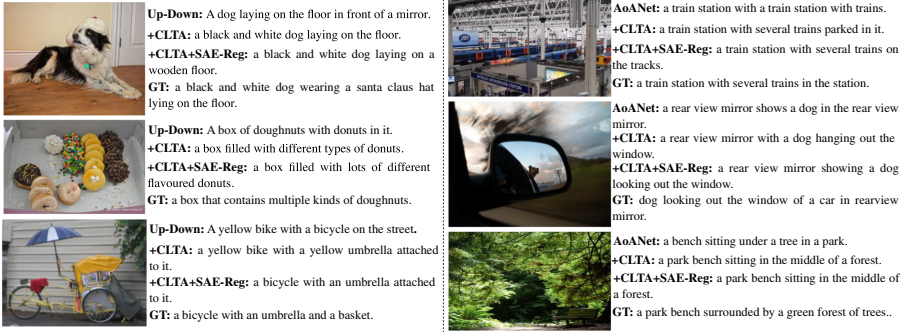 Up-Down: A dog laying on the floor in front of a mirror.
+CLTA: a black and white dog laying on the floor.
+CLTA+SAE-Reg: a black and white dog laying on a
wooden floor.
GT: a black and white dog wearing a santa claus hat
lying on the floor.
Up-Down: A box of doughnuts with donuts in it.
+CLTA: a box filled with different types of donuts.
+CLTA+SAE-Reg: a box filled with lots of different
flavoured donuts.
GT: a box that contains multiple kinds of doughnuts.
Up-Down: A yellow bike with a bicycle on the street.
+CLTA: a yellow bike with a yellow umbrella attached
to it.
+CLTA+SAE-Reg: a bicycle with an umbrella attached
to it.
GT: a bicycle with an umbrella and a basket.
AoANet: a train station with a train station with trains.
+CLTA: a train station with several trains parked in it.
+CLTA+SAE-Reg: a train station with several trains on
the tracks.
GT: a train station with several trains in the station.
AoANet: a rear view mirror shows a dog in the rear view
mirror.
+CLTA: a rear view mirror with a dog hanging out the
window.
+CLTA+SAE-Reg: a rear view mirror showing a dog
looking out the window.
GT: dog looking out the window of a car in rearview
mirror.
AoANet: a bench sitting under a tree in a park.
+CLTA: a park bench sitting in the middle of a forest.
+CLTA+SAE-Reg: a park bench sitting in the middle of
a forest.
GT: a park bench surrounded by a green forest of trees..